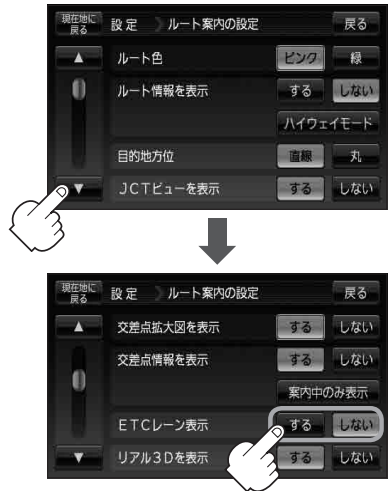 現在地に戻る 設定 ルート案内の設定 戻る
▲ ルート色 ピンク 緑
ルート情報を表示 する しない
ハイウェイモード
目的地方位 直線 丸
▼ JCTビューを表示 する しない
現在地に戻る 設定 ルート案内の設定 戻る
▲ 交差点拡大図を表示 する しない
交差点情報を表示 する しない
案内中のみ表示
ETCレーン表示 する しない
▼ リアル3Dを表示 する しない